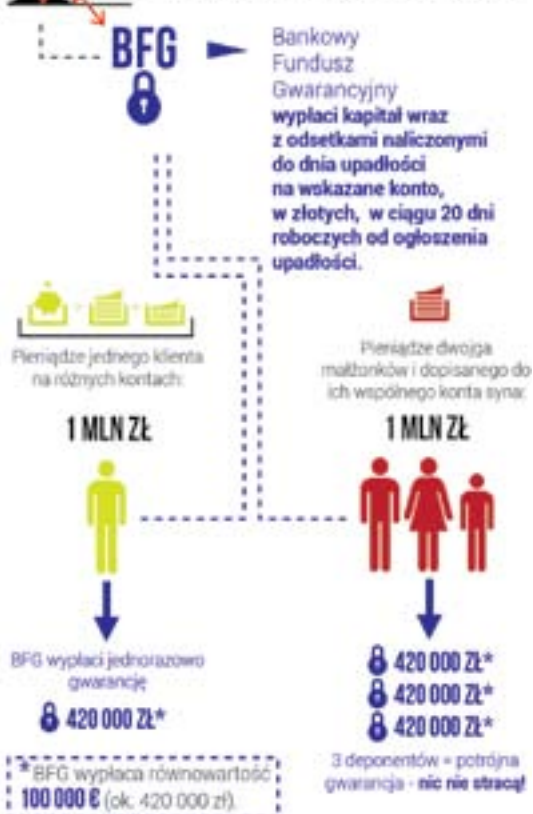 BFG
Bankowy
Fundusz
Gwarancyjny
wypłaci kapitał wraz
z odsetkami naliczonymi
do dnia upadłości
na wskazane konto,
w złotych, w ciągu 20 dni
roboczych od ogłoszenia
upadłości.
Pieniądze jednego klienta
na różnych kontach:
1 MLN ZŁ
Pieniądze dwojga
małżonków i dopisanego do
ich wspólnego konta syna:
1 MLN ZŁ
BFG wypłaci jednorazowo
gwarancję
420 000 ZŁ*
420 000 ZŁ*
420 000 ZŁ*
420 000 ZŁ*
3 deponentów = potrójna
gwarancja - nic nie stracą!
* BFG wypłaca równowartość
100 000 € (ok. 420 000 zł).